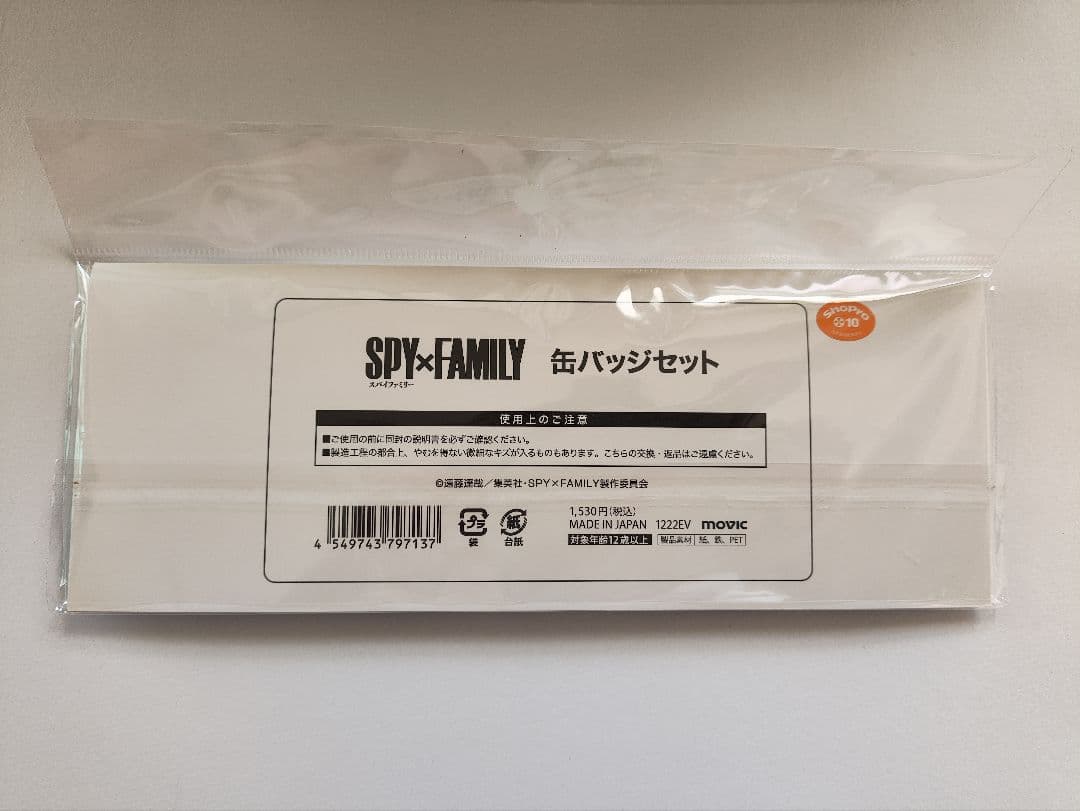 SPY×FAMILY 缶バッジセット
スパイファミリー
ShoPro
10
使用上のご注意
■ご使用の前に同封の説明書を必ずご確認ください。
■製造工程の都合上、やむを得ない微細なキズが入るものもあります。こちらの交換・返品はご遠慮ください。
©遠藤達哉/集英社・SPY×FAMILY製作委員会
4 549743 797137
プラ
袋
紙
台紙
1,530円(税込)
MADE IN JAPAN 1222EV movic
対象年齢12歳以上 製品素材 紙、鉄、PET